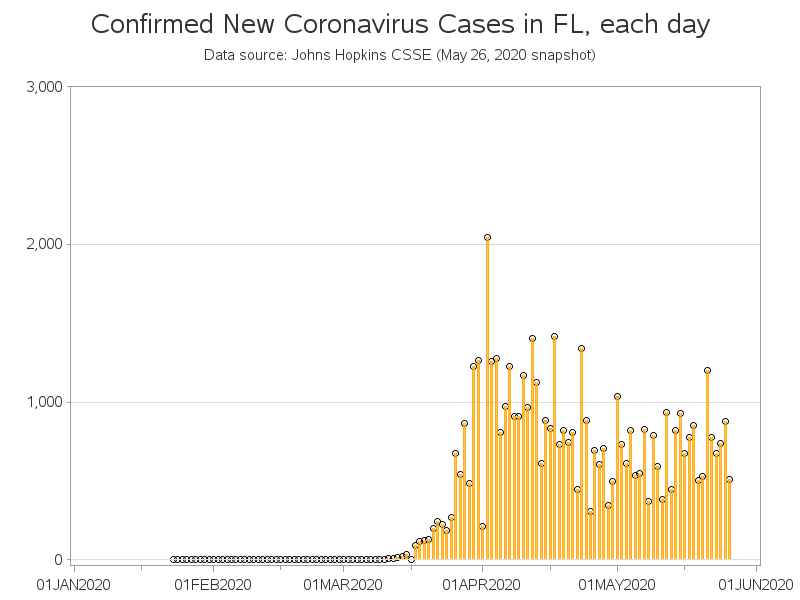 Confirmed New Coronavirus Cases in FL, each day
Data source: Johns Hopkins CSSE (May 26, 2020 snapshot)
3,000
2,000
1,000
0
01JAN2020 01FEB2020 01MAR2020 01APR2020 01MAY2020 01JUN2020